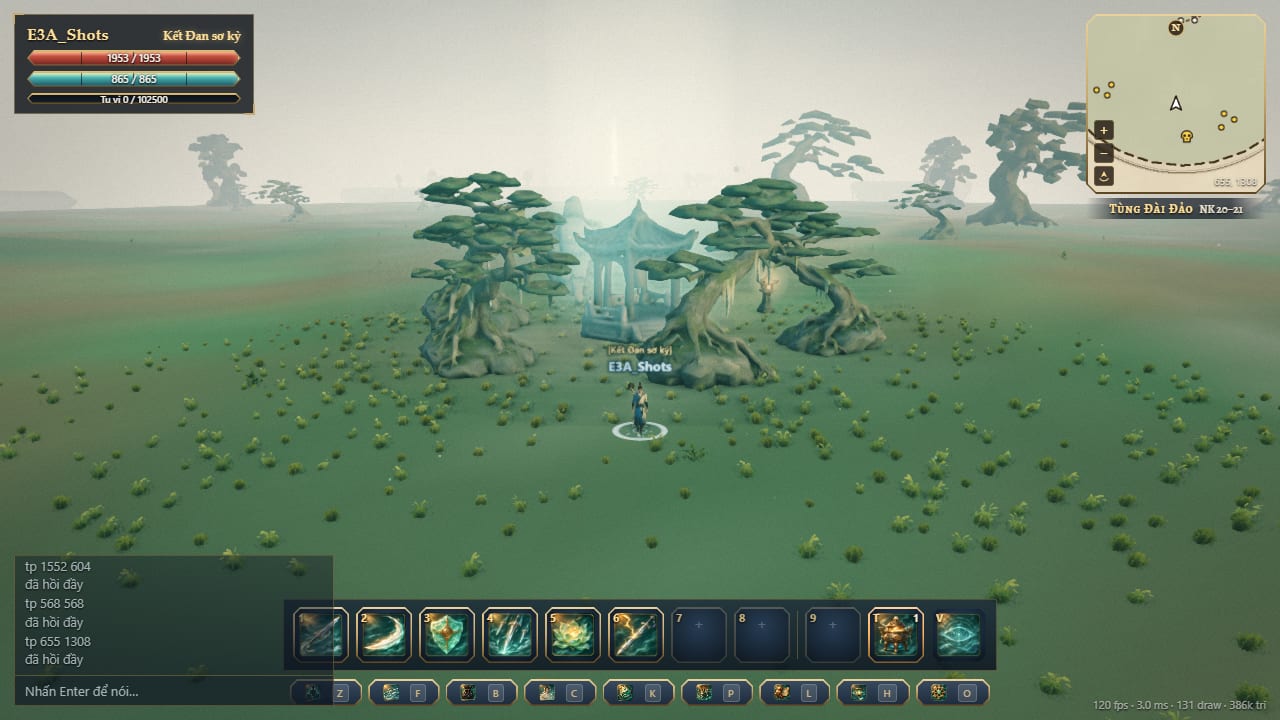 E3A_Shots Kết Đan sơ kỳ
1953 / 1953
865 / 865
Tu vi 0 / 102500
N
+
−
655, 1308
Tùng Đài Đảo NK 20-21
[Kết Đan sơ kỳ]
E3A_Shots
tp 1552 604
đã hồi đầy
tp 568 568
đã hồi đầy
tp 655 1308
đã hồi đầy
Nhấn Enter để nói...
1 2 3 4 5 6 7 + 8 + 9 + T 1 V
Z F B C K P L H O
120 fps · 3.0 ms · 131 draw · 386k tri